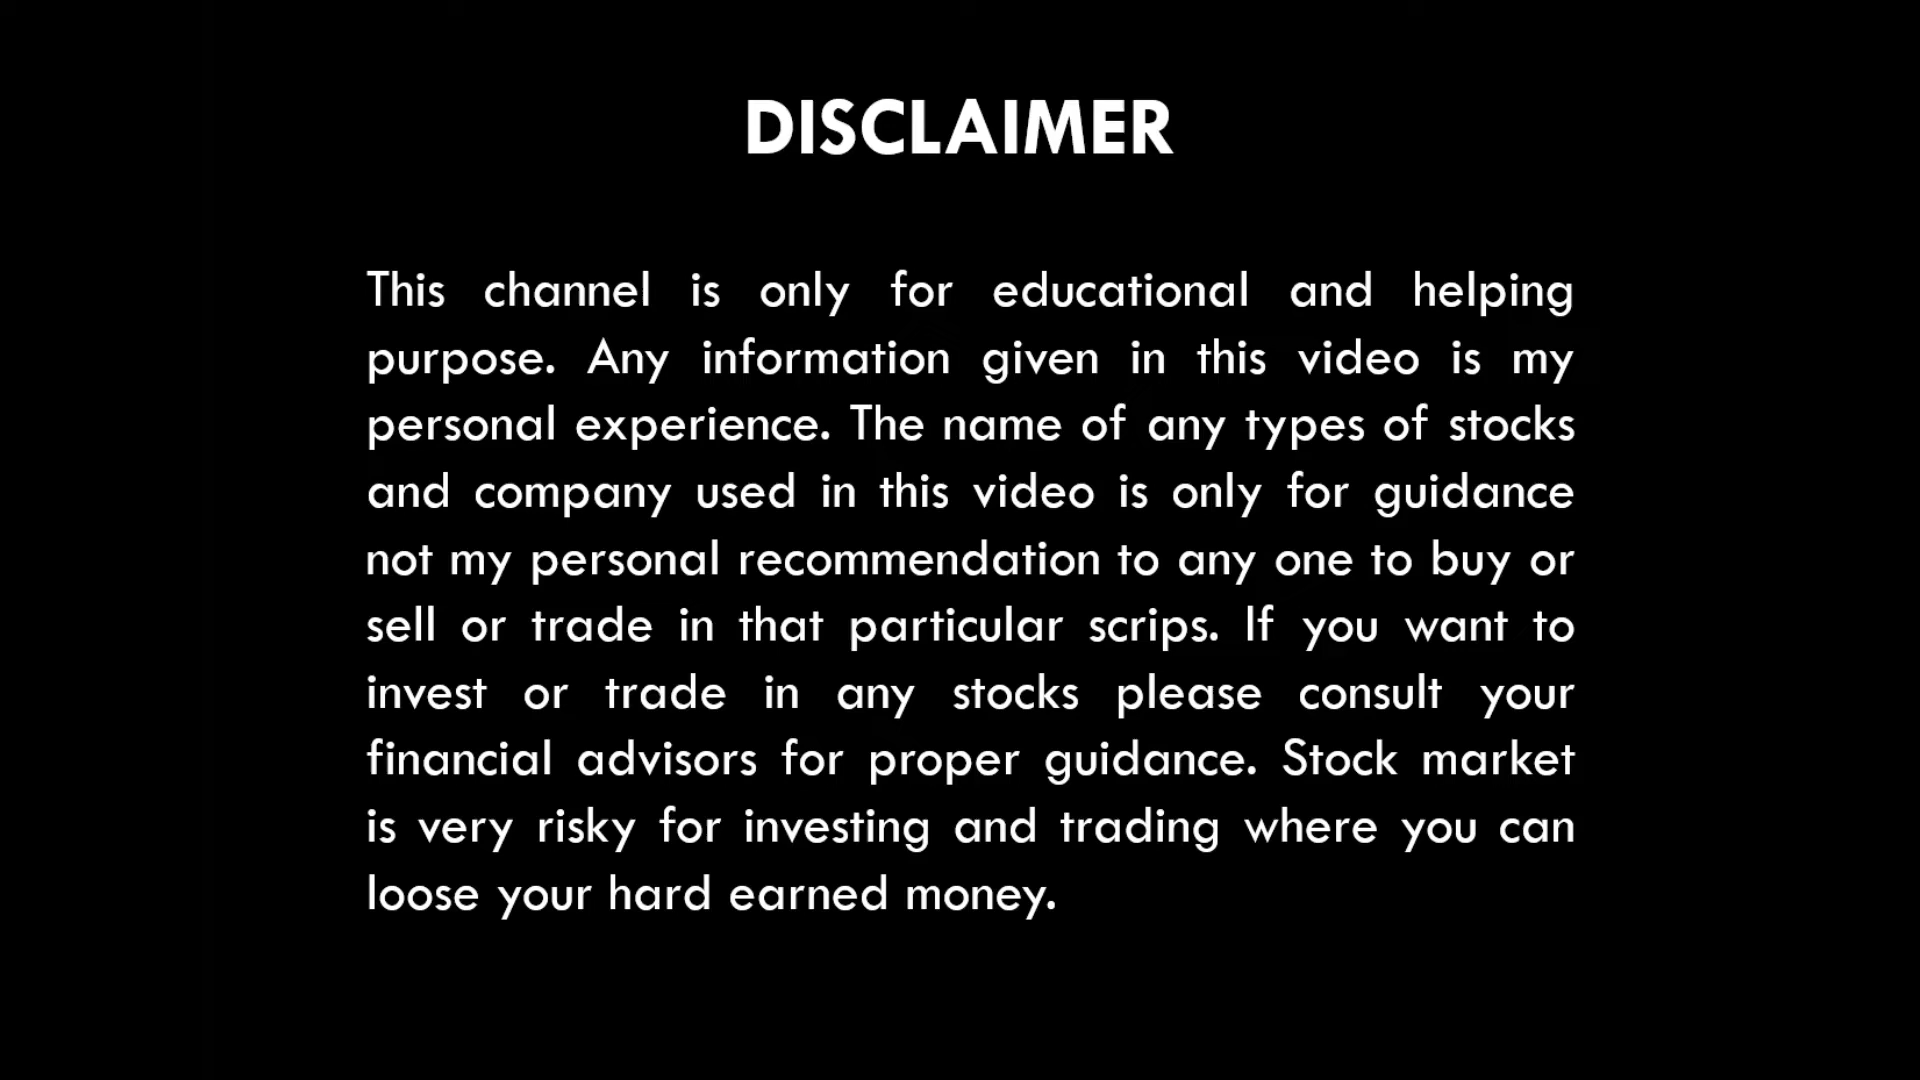 DISCLAIMER
This channel is only for educational and helping
purpose. Any information given in this video is my
personal experience. The name of any types of stocks
and company used in this video is only for guidance
not my personal recommendation to any one to buy or
sell or trade in that particular scrips. If you want to
invest or trade in any stocks please consult your
financial advisors for proper guidance. Stock market
is very risky for investing and trading where you can
loose your hard earned money.